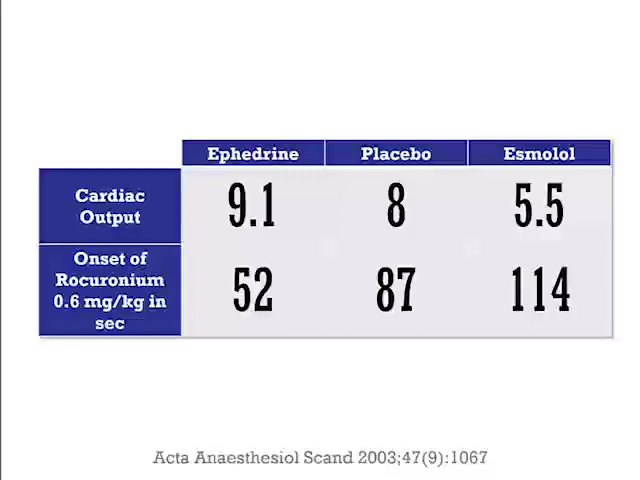 Ephedrine Placebo Esmolol
Cardiac
Output
9.1 8 5.5
Onset of
Rocuronium
0.6 mg/kg in
sec
52 87 114
Acta Anaesthesiol Scand 2003;47(9):1067